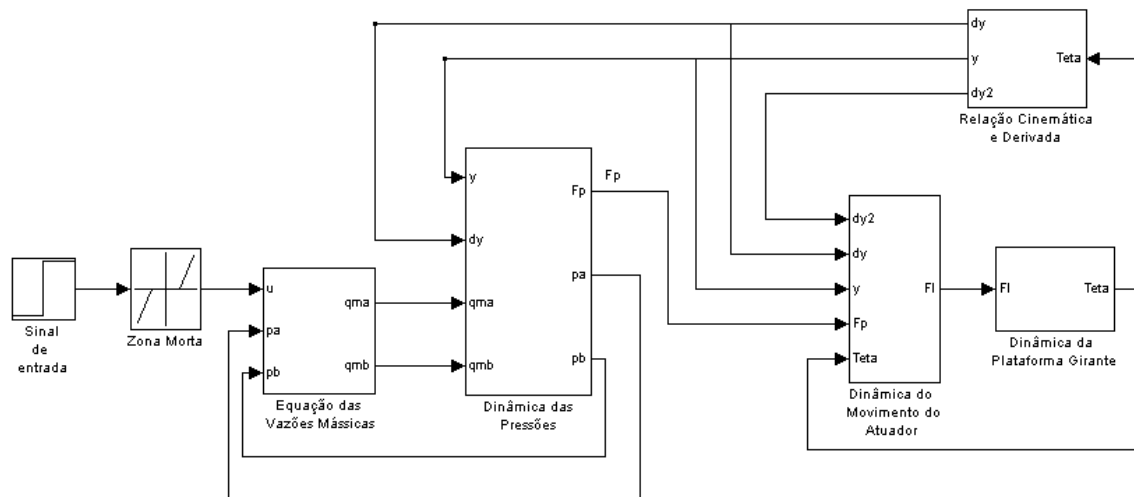 dy
y
Teta
dy2
Relação Cinemática
e Derivada
y
Fp
Fp
dy
pa
qma
pb
qmb
Dinâmica das
Pressões
dy2
dy
y
Fp
Teta
Fl
Dinâmica do
Movimento do
Atuador
Fl
Teta
Dinâmica da
Plataforma Girante
Sinal
de
entrada
Zona Morta
u
pa
pb
qma
qmb
Equação das
Vazões Mássicas